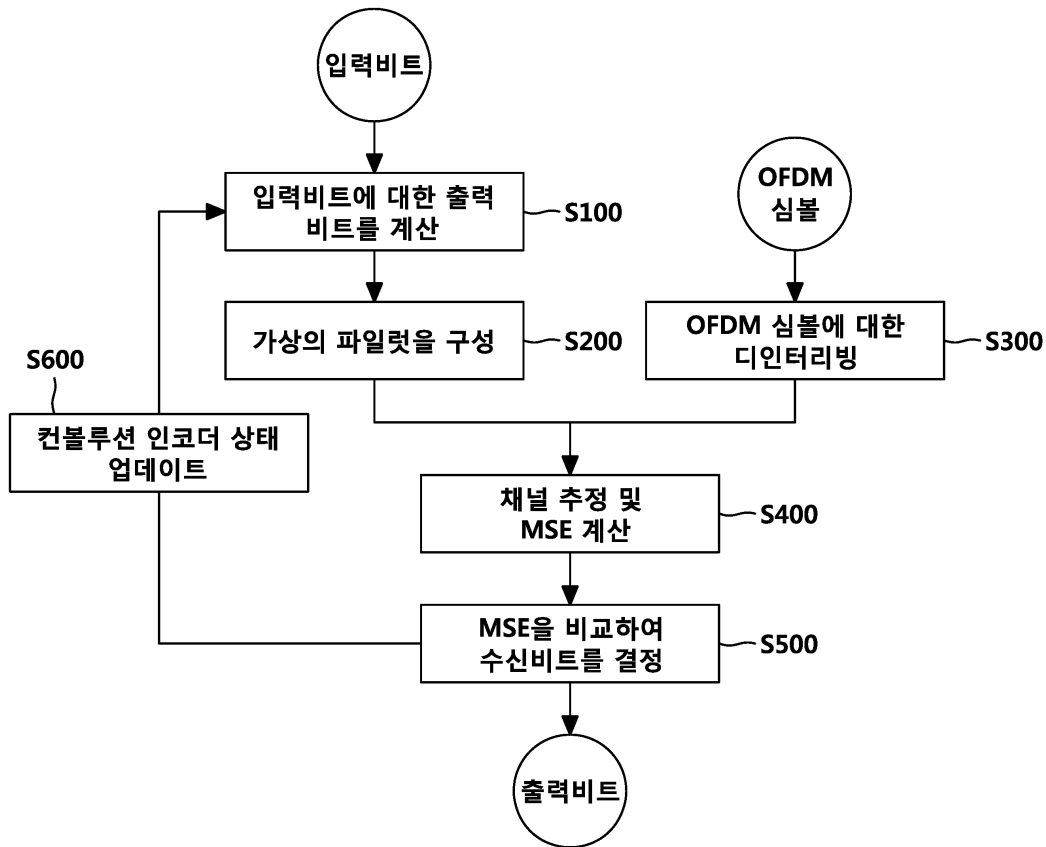 입력비트
OFDM
심볼
입력비트에 대한 출력
비트를 계산
S100
가상의 파일럿을 구성
S200
OFDM 심볼에 대한
디인터리빙
S300
S600
컨볼루션 인코더 상태
업데이트
채널 추정 및
MSE 계산
S400
MSE을 비교하여
수신비트를 결정
S500
출력비트